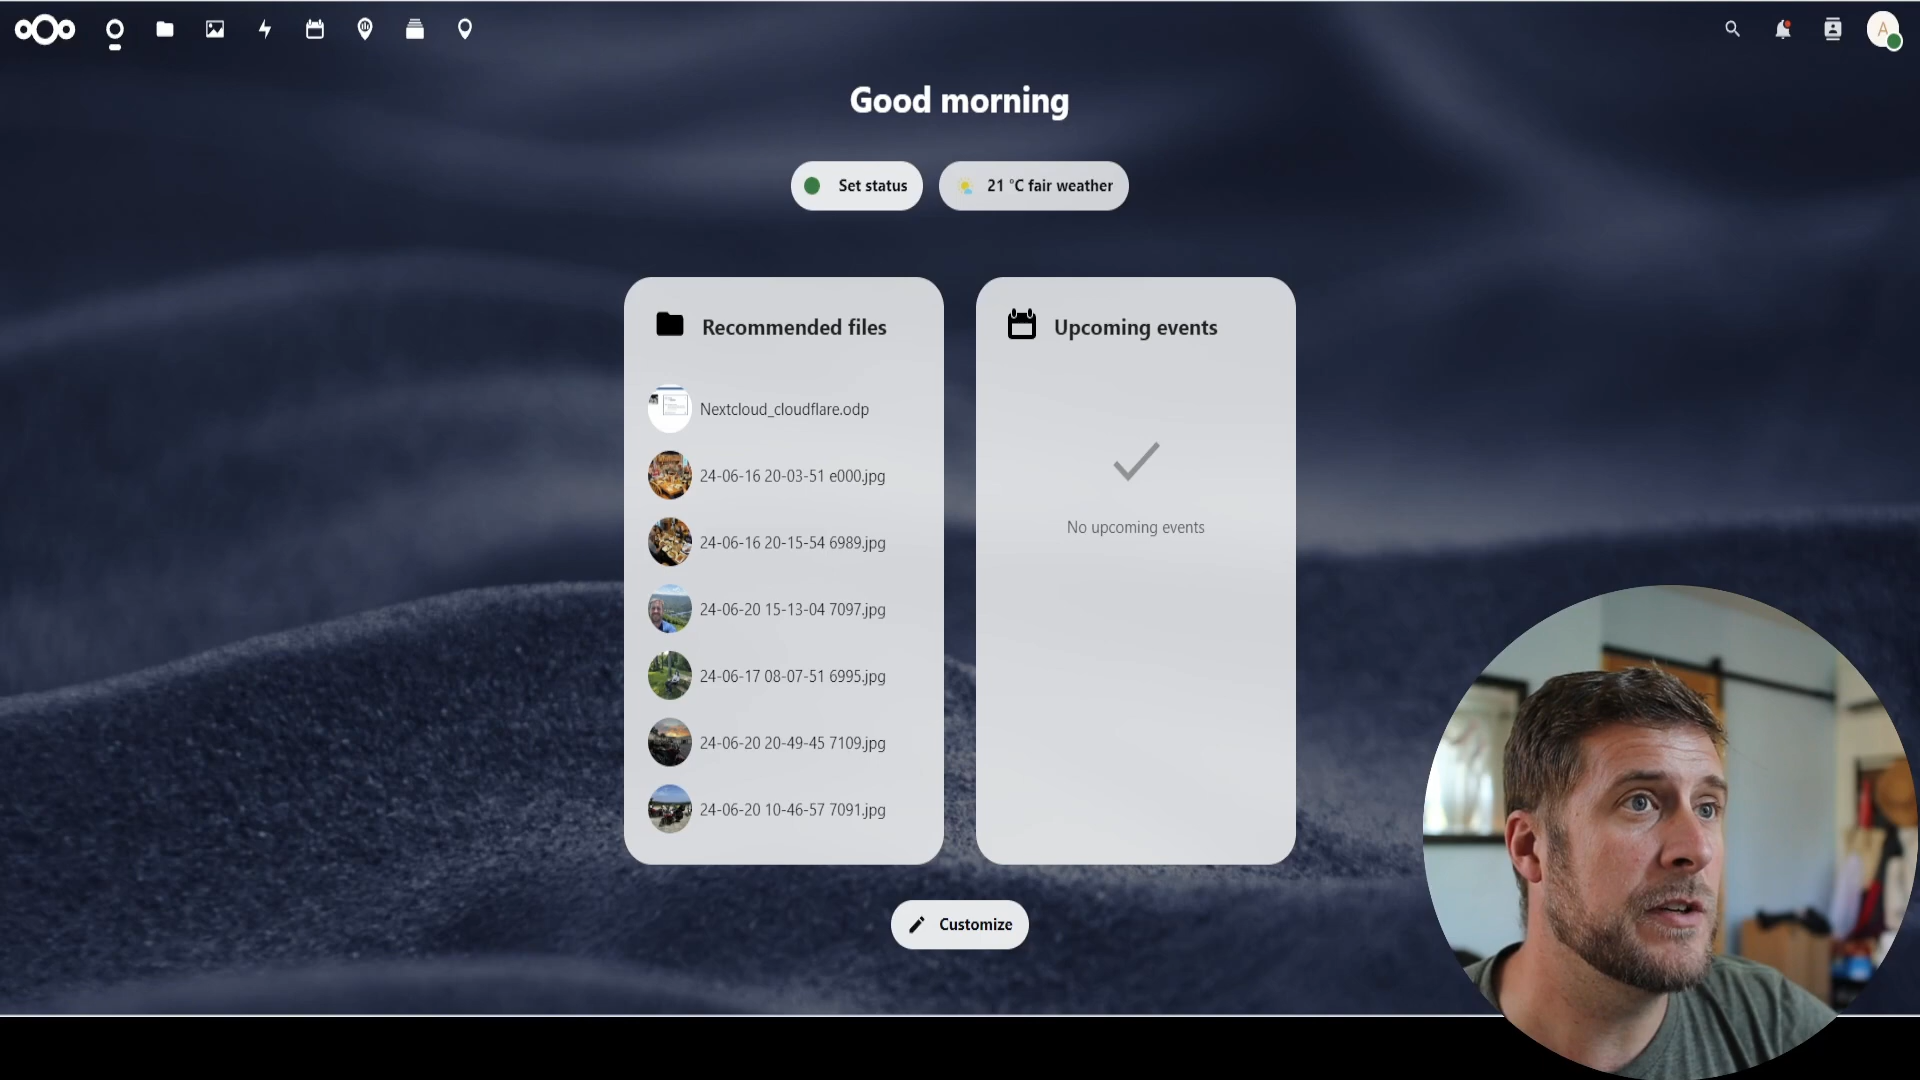 A
Good morning
Set status
21 °C fair weather
Recommended files
Nextcloud_cloudflare.odp
24-06-16 20-03-51 e000.jpg
24-06-16 20-15-54 6989.jpg
24-06-20 15-13-04 7097.jpg
24-06-17 08-07-51 6995.jpg
24-06-20 20-49-45 7109.jpg
24-06-20 10-46-57 7091.jpg
Upcoming events
No upcoming events
Customize